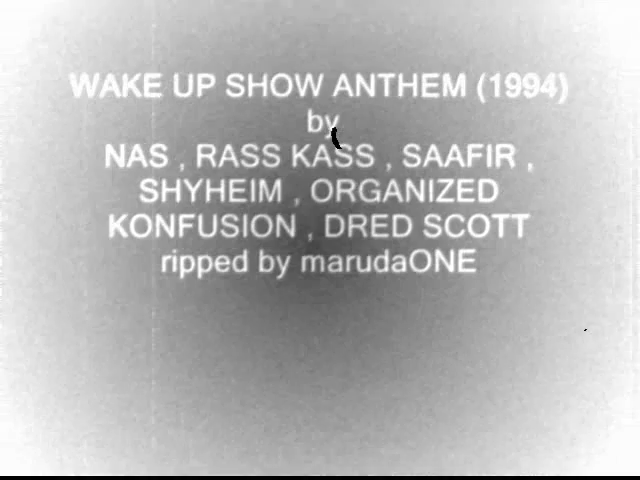 WAKE UP SHOW ANTHEM (1994)
by
NAS , RASS KASS , SAAFIR ,
SHYHEIM , ORGANIZED
KONFUSION , DRED SCOTT
ripped by marudaONE